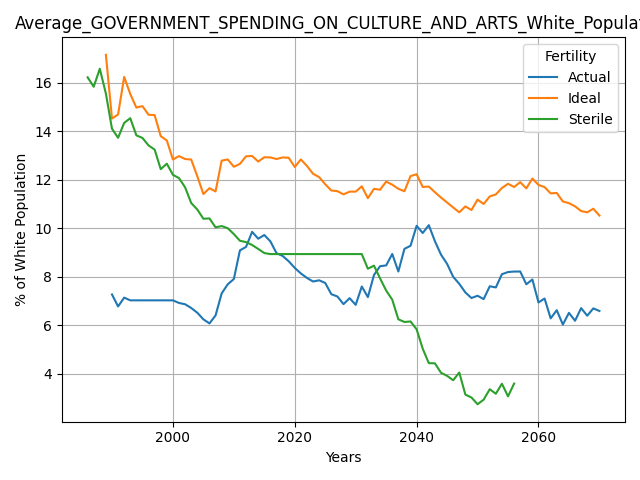 Average_GOVERNMENT_SPENDING_ON_CULTURE_AND_ARTS_White_Populat
Fertility
Actual
Ideal
Sterile
% of White Population
16
14
12
10
8
6
4
2000
2020
2040
2060
Years